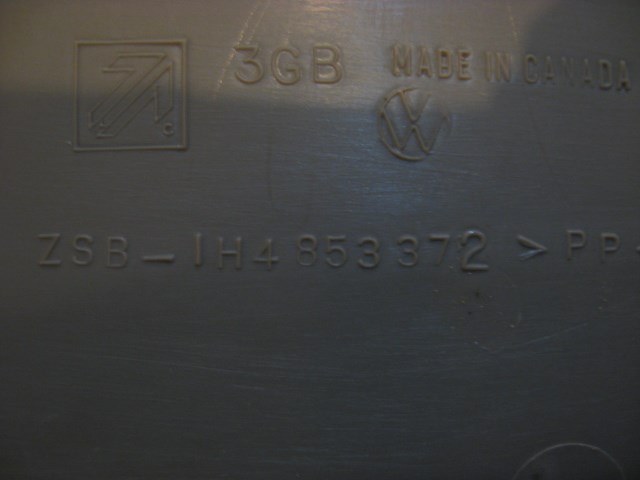 3GB MADE IN CANADA
ZSB-1H4 853 372 >PP<